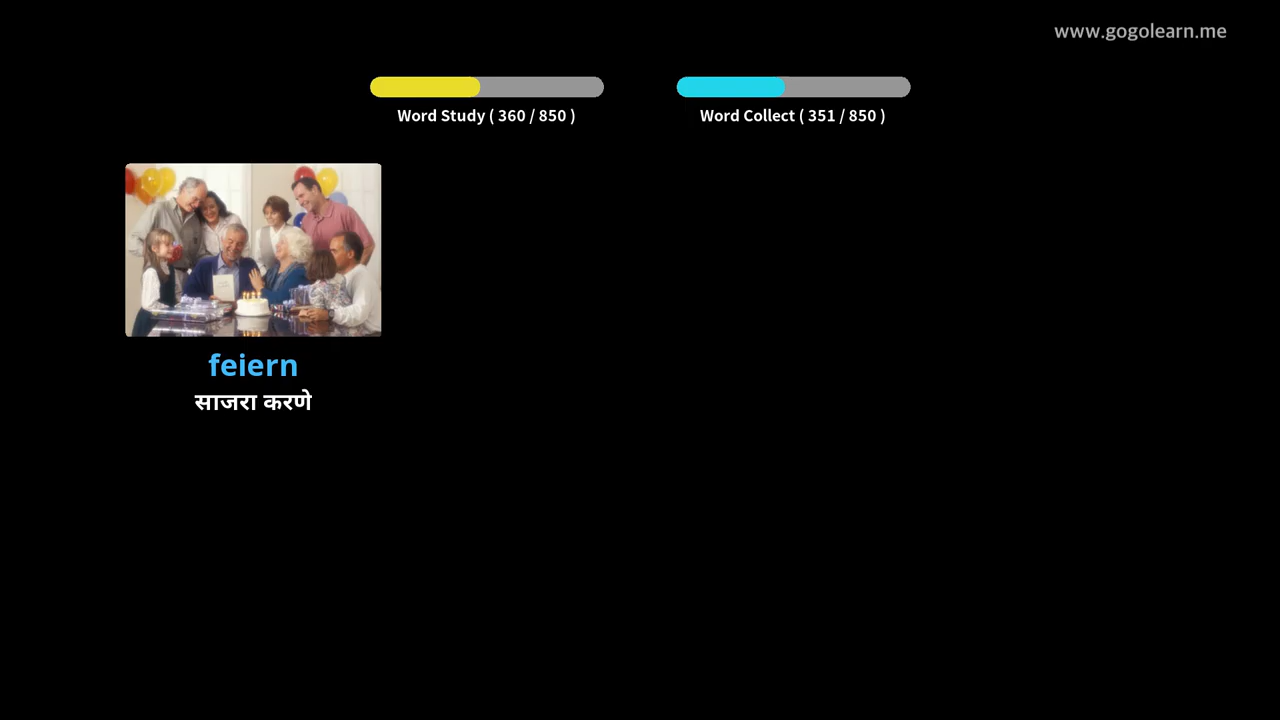 www.gogolearn.me
Word Study ( 360 / 850 )
Word Collect ( 351 / 850 )
feiern
साजरा करणे